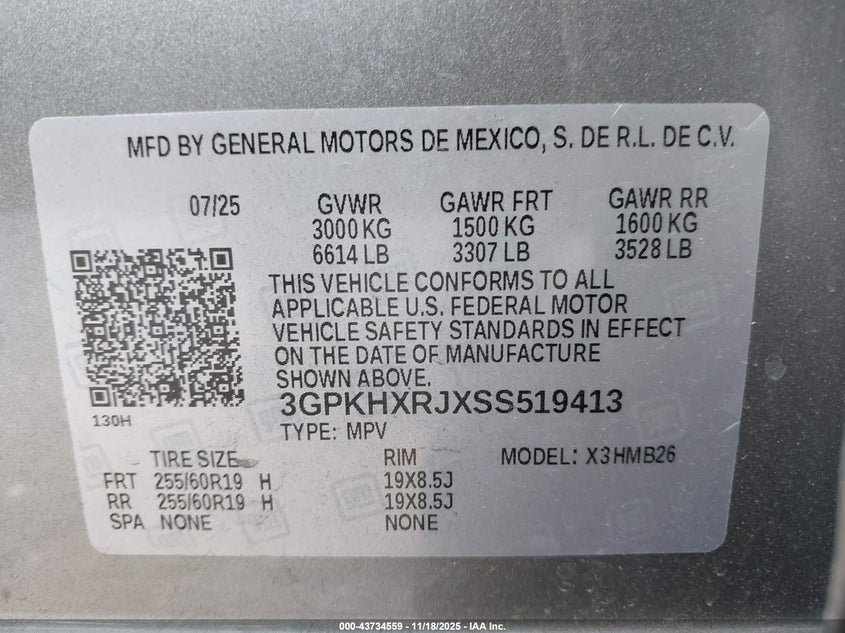 MFD BY GENERAL MOTORS DE MEXICO, S. DE R.L. DE C.V.
07/25 GVWR GAWR FRT GAWR RR
3000 KG 1500 KG 1600 KG
6614 LB 3307 LB 3528 LB
THIS VEHICLE CONFORMS TO ALL
APPLICABLE U.S. FEDERAL MOTOR
VEHICLE SAFETY STANDARDS IN EFFECT
ON THE DATE OF MANUFACTURE
SHOWN ABOVE.
3GPKHXRJXSS519413
130H
TYPE: MPV
TIRE SIZE RIM MODEL: X3HMB26
FRT 255/60R19 H 19X8.5J
RR 255/60R19 H 19X8.5J
SPA NONE NONE
000-43734559 - 11/18/2025 - IAA Inc.